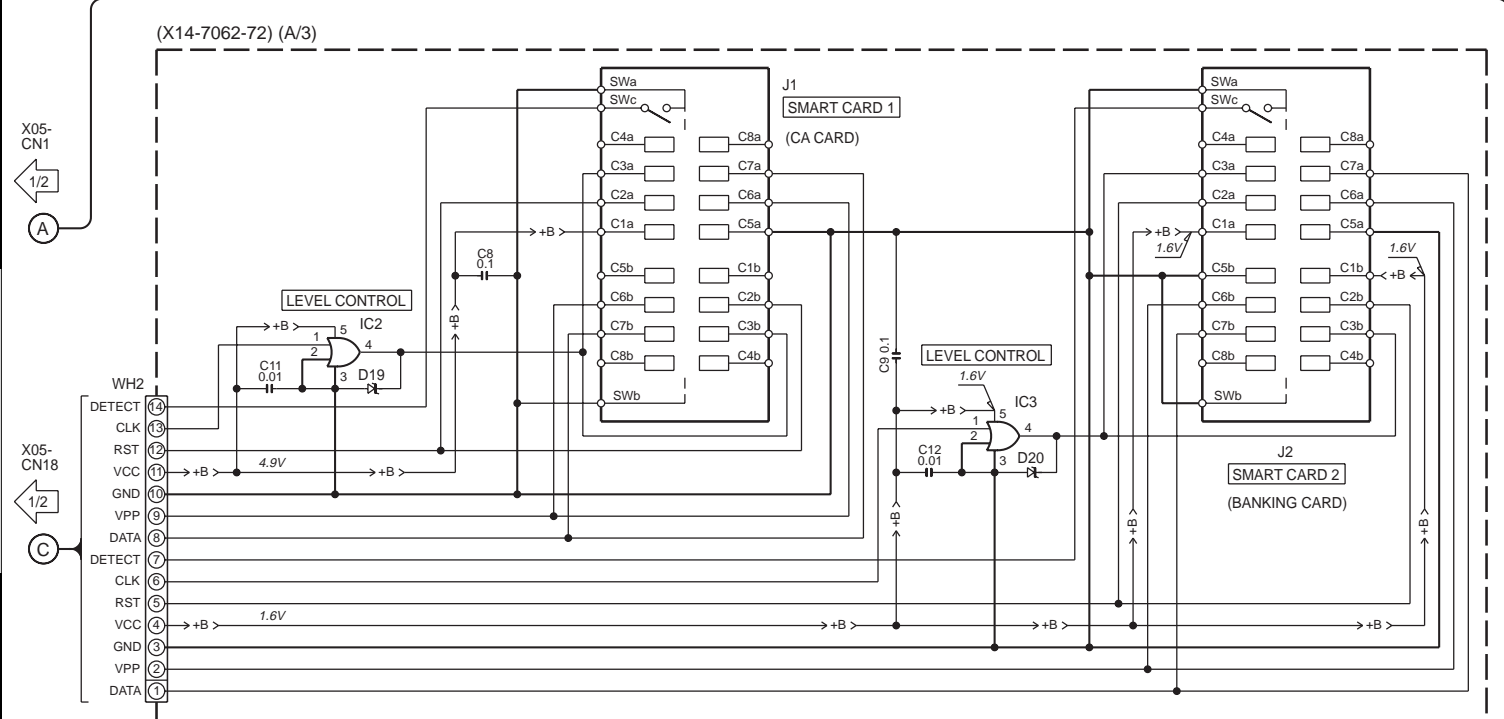 (X14-7062-72) (A/3)
X05-
CN1
1/2
A
SWa
SWc
C4a
C3a
C2a
C1a
C5b
C6b
C7b
C8b
SWb
C8a
C7a
C6a
C5a
C1b
C2b
C3b
C4b
J1
SMART CARD 1
(CA CARD)
+B
C8
0.1
+B
LEVEL CONTROL
IC2
+B
5
1
2
4
3
C11
0.01
D19
SWa
SWc
C4a
C3a
C2a
C1a
C5b
C6b
C7b
C8b
SWb
C8a
C7a
C6a
C5a
C1b
C2b
C3b
C4b
+B
1.6V
1.6V
+B
J2
SMART CARD 2
(BANKING CARD)
C9 0.1
LEVEL CONTROL
1.6V
IC3
+B
5
1
2
4
3
C12
0.01
D20
+B
+B
+B
WH2
X05-
CN18
1/2
C
DETECT 14
CLK 13
RST 12
VCC 11 +B 4.9V +B
GND 10
VPP 9
DATA 8
DETECT 7
CLK 6
RST 5
VCC 4 +B 1.6V +B +B +B
GND 3
VPP 2
DATA 1